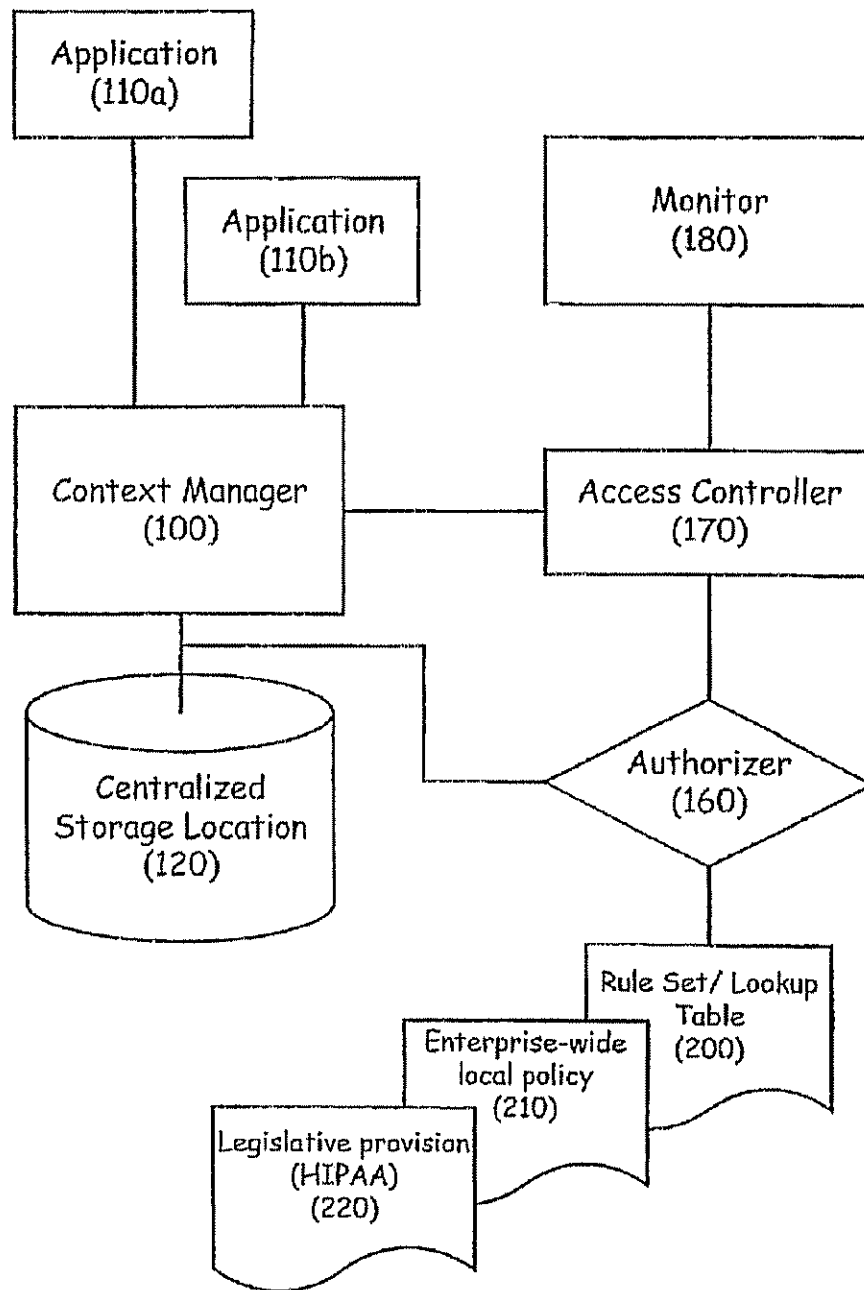 Application
(110a)
Application
(110b)
Monitor
(180)
Context Manager
(100)
Access Controller
(170)
Centralized
Storage Location
(120)
Authorizer
(160)
Rule Set/ Lookup
Table
(200)
Enterprise-wide
local policy
(210)
Legislative provision
(HIPAA)
(220)